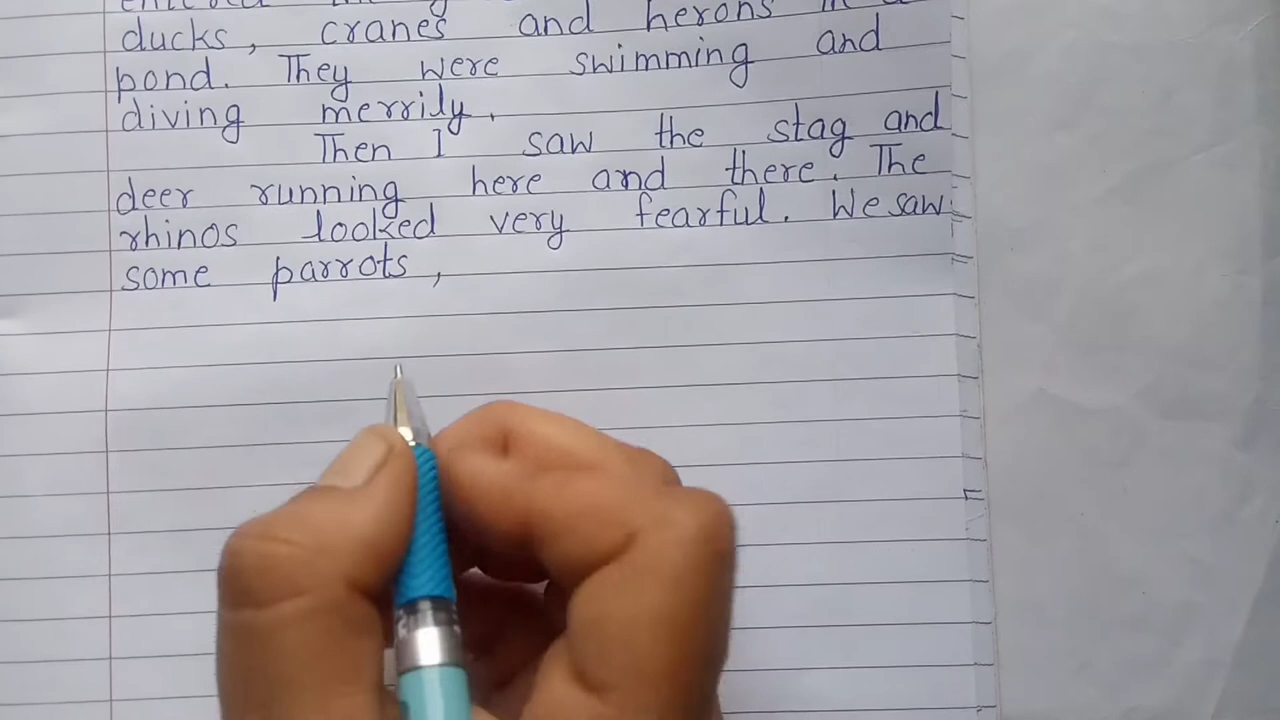 ducks, cranes and herons in a
pond. They were swimming and
diving merrily.
Then I saw the stag and
deer running here and there. The
rhinos looked very fearful. We saw
some parrots,